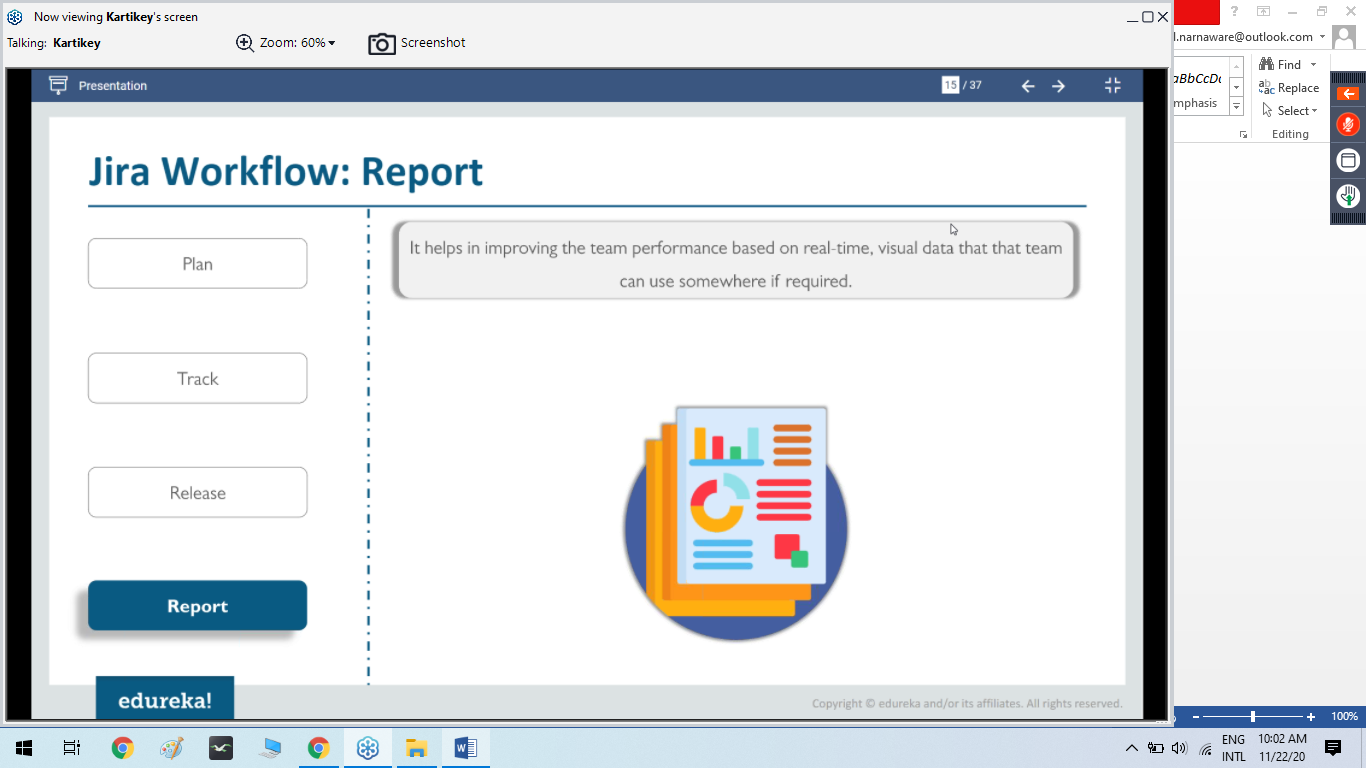 Now viewing Kartikey's screen
Talking: Kartikey
Zoom: 60%
Screenshot
l.narnaware@outlook.com
Find
Replace
Select
Editing
aBbCcDc
mphasis
Presentation
15 / 37
Jira Workflow: Report
Plan
Track
Release
Report
It helps in improving the team performance based on real-time, visual data that that team
can use somewhere if required.
edureka!
Copyright © edureka and/or its affiliates. All rights reserved.
100%
ENG
INTL
10:02 AM
11/22/20